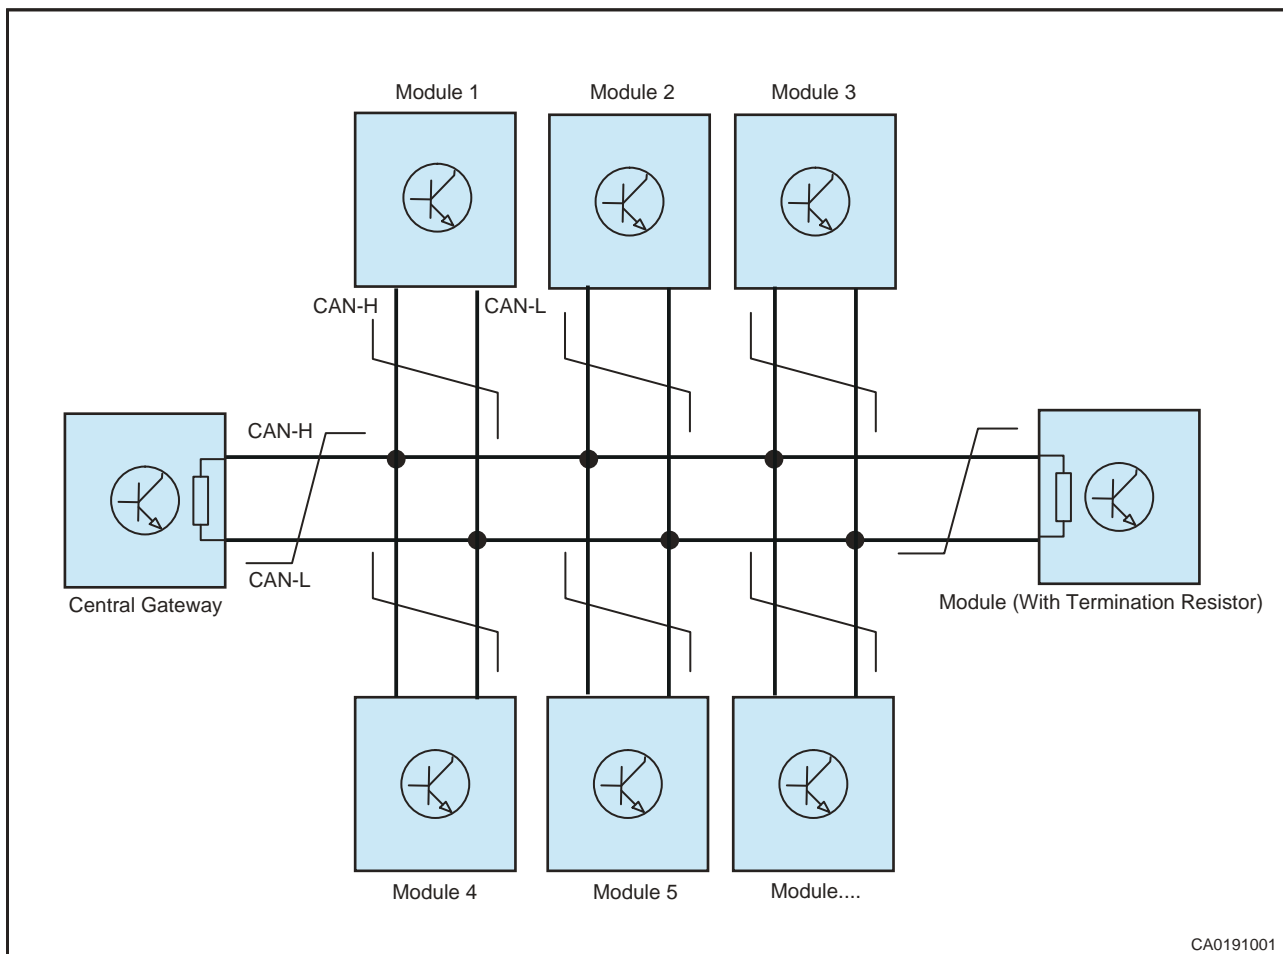 Module 1
Module 2
Module 3
CAN-H
CAN-L
CAN-H
CAN-L
Central Gateway
Module (With Termination Resistor)
Module 4
Module 5
Module....
CA0191001